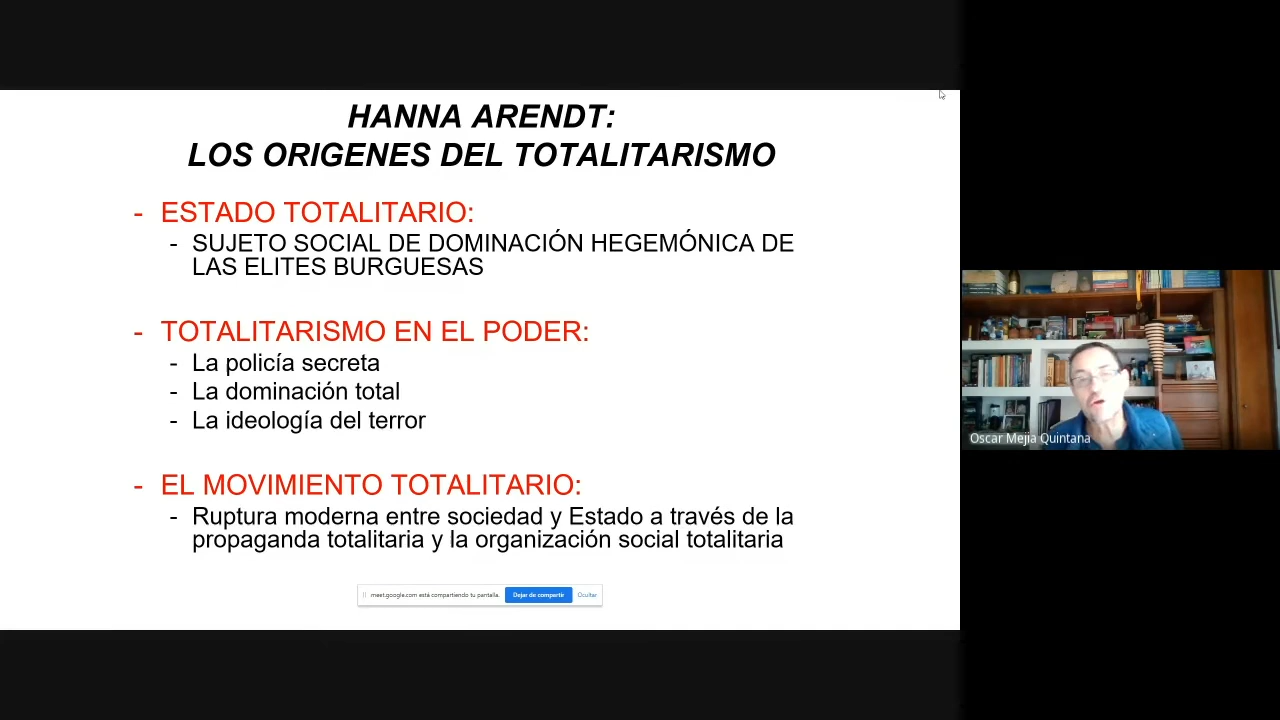 HANNA ARENDT:
LOS ORIGENES DEL TOTALITARISMO
- ESTADO TOTALITARIO:
- SUJETO SOCIAL DE DOMINACIÓN HEGEMÓNICA DE
LAS ELITES BURGUESAS
- TOTALITARISMO EN EL PODER:
- La policía secreta
- La dominación total
- La ideología del terror
- EL MOVIMIENTO TOTALITARIO:
- Ruptura moderna entre sociedad y Estado a través de la
propaganda totalitaria y la organización social totalitaria
meet.google.com está compartiendo tu pantalla. Dejar de compartir Ocultar
Oscar Mejia Quintana